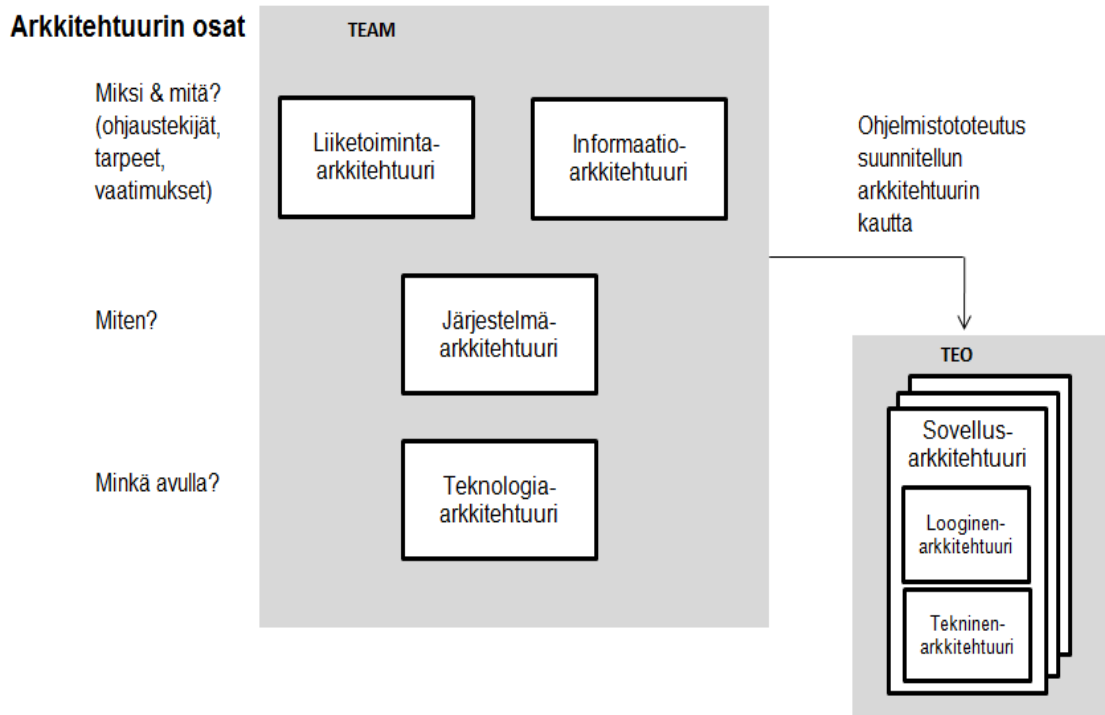 Arkkitehtuurin osat
TEAM
Miksi & mitä?
(ohjaustekijät,
tarpeet,
vaatimukset)
Liiketoiminta-
arkkitehtuuri
Informaatio-
arkkitehtuuri
Ohjelmistototeutus
suunnitellun
arkkitehtuurin
kautta
Miten?
Järjestelmä-
arkkitehtuuri
Minkä avulla?
Teknologia-
arkkitehtuuri
TEO
Sovellus-
arkkitehtuuri
Looginen-
arkkitehtuuri
Tekninen-
arkkitehtuuri